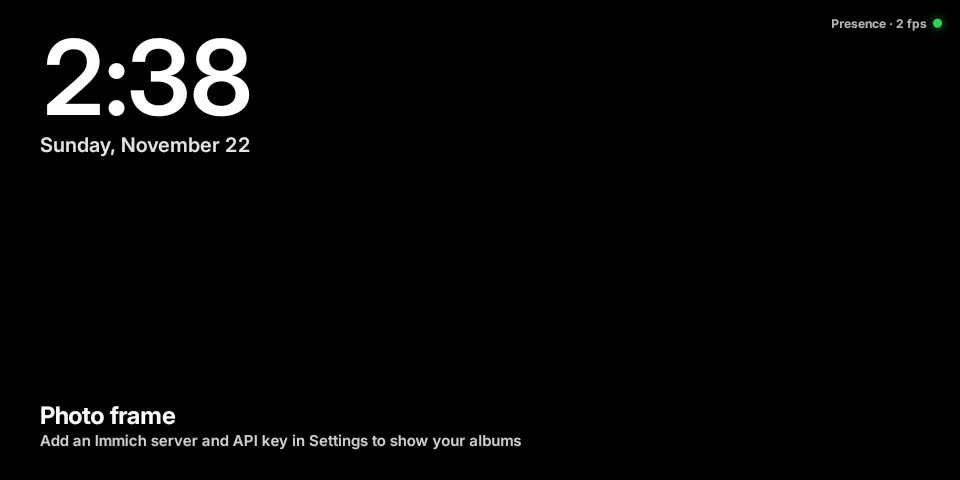 Presence · 2 fps
2:38
Sunday, November 22
Photo frame
Add an Immich server and API key in Settings to show your albums